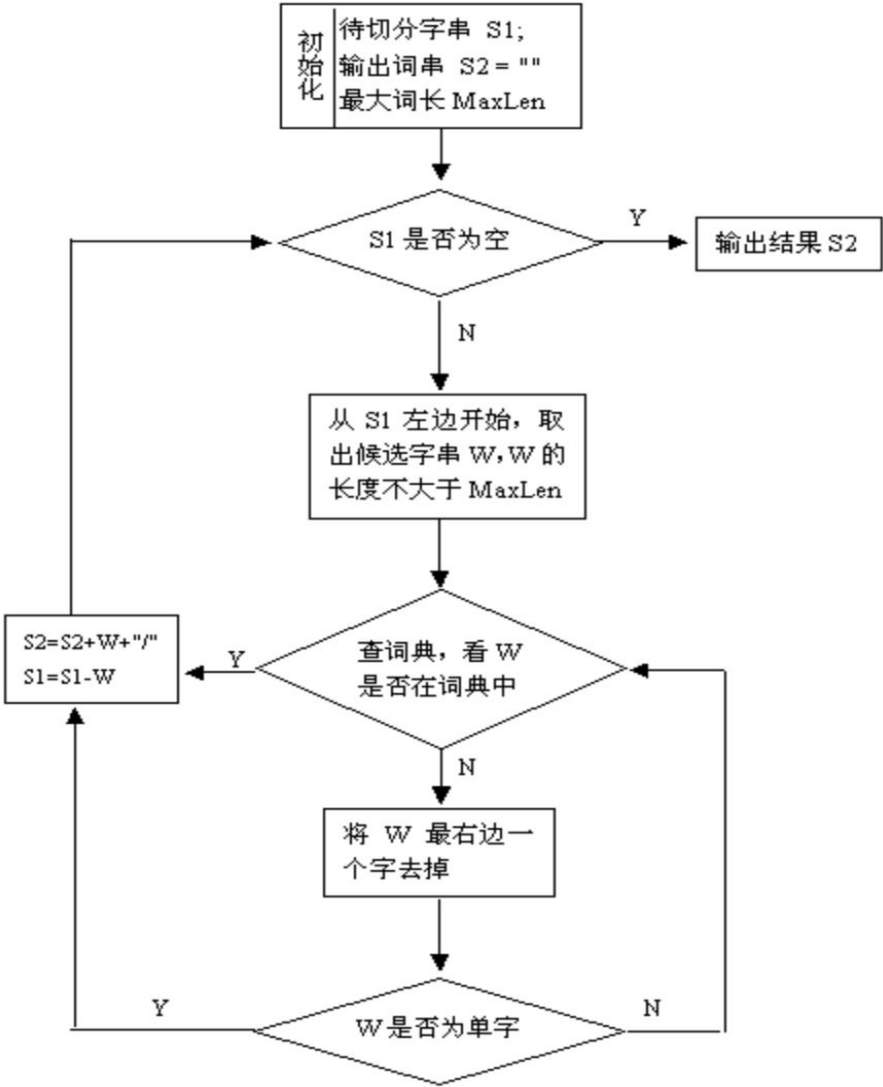 初始化
待切分字串 S1;
输出词串 S2 = ""
最大词长 MaxLen
S1 是否为空
Y
输出结果 S2
N
从 S1 左边开始，取
出候选字串 W，W 的
长度不大于 MaxLen
S2=S2+W+"/"
S1=S1-W
Y
查词典，看 W
是否在词典中
N
将 W 最右边一
个字去掉
Y
W 是否为单字
N